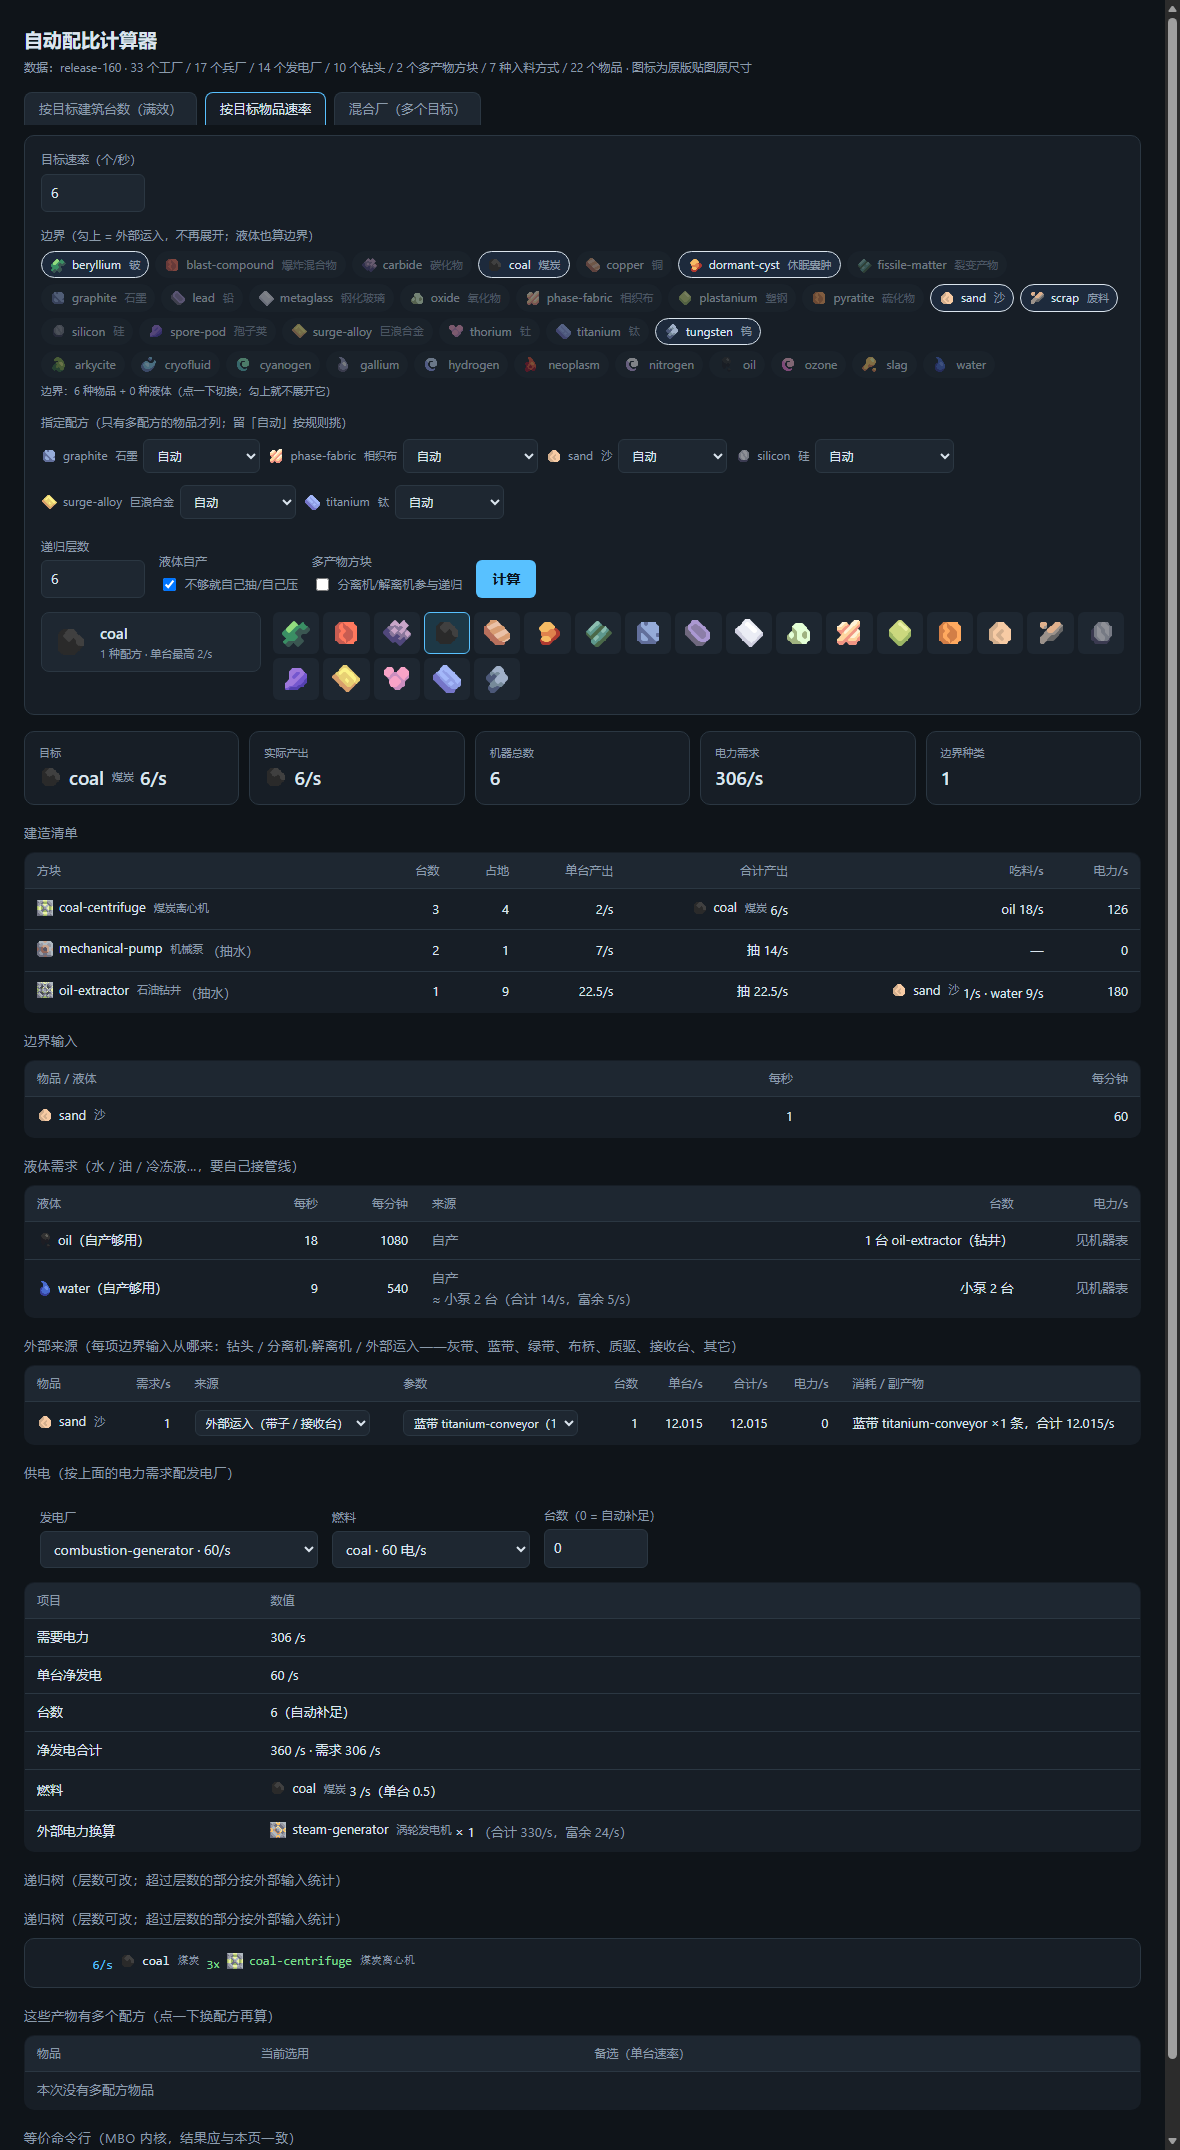 自动配比计算器
数据：release-160 · 33 个工厂 / 17 个兵厂 / 14 个发电厂 / 10 个钻头 / 2 个多产物方块 / 7 种入料方式 / 22 个物品 · 图标为原版贴图原尺寸
按目标建筑台数（满效） 按目标物品速率 混合厂（多个目标）
目标速率（个/秒）
6
边界（勾上 = 外部运入，不再展开；液体也算边界）
beryllium 铍 blast-compound 爆炸混合物 carbide 碳化物 coal 煤炭 copper 铜 dormant-cyst 休眠囊肿 fissile-matter 裂变产物
graphite 石墨 lead 铅 metaglass 钢化玻璃 oxide 氧化物 phase-fabric 相织布 plastanium 塑钢 pyratite 硫化物 sand 沙 scrap 废料
silicon 硅 spore-pod 孢子荚 surge-alloy 巨浪合金 thorium 钍 titanium 钛 tungsten 钨
arkycite cryofluid cyanogen gallium hydrogen neoplasm nitrogen oil ozone slag water
边界：6 种物品 + 0 种液体（点一下切换；勾上就不展开它）
指定配方（只有多配方的物品才列；留「自动」按规则挑）
graphite 石墨 自动 phase-fabric 相织布 自动 sand 沙 自动 silicon 硅 自动
surge-alloy 巨浪合金 自动 titanium 钛 自动
递归层数 液体自产 多产物方块
6 不够就自己抽/自己压 分离机/解离机参与递归 计算
coal
1 种配方 · 单台最高 2/s
目标 实际产出 机器总数 电力需求 边界种类
coal 煤炭 6/s 6/s 6 306/s 1
建造清单
方块 台数 占地 单台产出 合计产出 吃料/s 电力/s
coal-centrifuge 煤炭离心机 3 4 2/s coal 煤炭 6/s oil 18/s 126
mechanical-pump 机械泵 （抽水） 2 1 7/s 抽 14/s — 0
oil-extractor 石油钻井 （抽水） 1 9 22.5/s 抽 22.5/s sand 沙 1/s · water 9/s 180
边界输入
物品 / 液体 每秒 每分钟
sand 沙 1 60
液体需求（水 / 油 / 冷冻液…，要自己接管线）
液体 每秒 每分钟 来源 台数 电力/s
oil（自产够用） 18 1080 自产 1 台 oil-extractor（钻井） 见机器表
water（自产够用） 9 540 自产 小泵 2 台 见机器表
≈ 小泵 2 台（合计 14/s，富余 5/s）
外部来源（每项边界输入从哪来：钻头 / 分离机·解离机 / 外部运入——灰带、蓝带、绿带、布桥、质驱、接收台、其它）
物品 需求/s 来源 参数 台数 单台/s 合计/s 电力/s 消耗 / 副产物
sand 沙 1 外部运入（带子 / 接收台） 蓝带 titanium-conveyor（1 1 12.015 12.015 0 蓝带 titanium-conveyor ×1 条，合计 12.015/s
供电（按上面的电力需求配发电厂）
发电厂 燃料 台数（0 = 自动补足）
combustion-generator · 60/s coal · 60 电/s 0
项目 数值
需要电力 306 /s
单台净发电 60 /s
台数 6（自动补足）
净发电合计 360 /s · 需求 306 /s
燃料 coal 煤炭 3 /s（单台 0.5）
外部电力换算 steam-generator 涡轮发电机 × 1 （合计 330/s，富余 24/s）
递归树（层数可改；超过层数的部分按外部输入统计）
递归树（层数可改；超过层数的部分按外部输入统计）
6/s coal 煤炭 3x coal-centrifuge 煤炭离心机
这些产物有多个配方（点一下换配方再算）
物品 当前选用 备选（单台速率）
本次没有多配方物品
等价命令行（MBO 内核，结果应与本页一致）